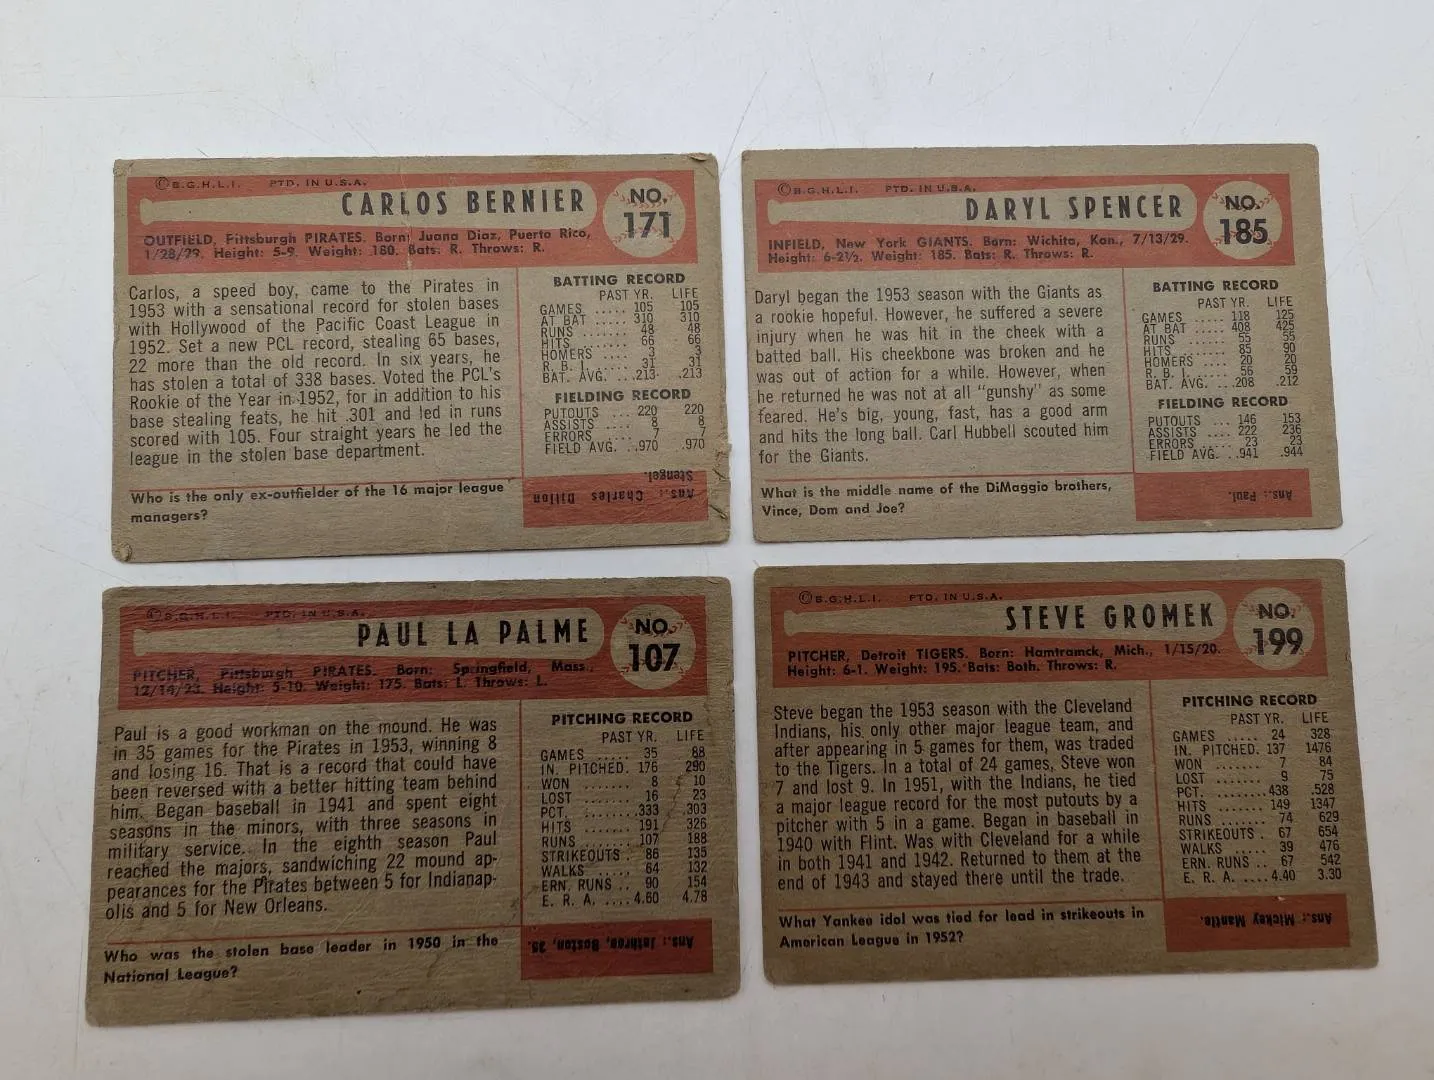 ©B.G.H.L.I. PTD. IN U.S.A.
CARLOS BERNIER
NO. 171
OUTFIELD, Pittsburgh PIRATES. Born: Juana Diaz, Puerto Rico,
1/28/29. Height: 5-9. Weight: 180. Bats: R. Throws: R.
Carlos, a speed boy, came to the Pirates in
1953 with a sensational record for stolen bases
with Hollywood of the Pacific Coast League in
1952. Set a new PCL record, stealing 65 bases,
22 more than the old record. In six years, he
has stolen a total of 338 bases. Voted the PCL's
Rookie of the Year in 1952, for in addition to his
base stealing feats, he hit .301 and led in runs
scored with 105. Four straight years he led the
league in the stolen base department.
BATTING RECORD
PAST YR. LIFE
GAMES ..... 105 105
AT BAT ..... 310 310
RUNS ....... 48 48
HITS ....... 66 66
HOMERS .... 3 3
R. B. I. ..... 31 31
BAT. AVG. .. .213 .213
FIELDING RECORD
PUTOUTS ... 220 220
ASSISTS .... 8 8
ERRORS .... 7 7
FIELD AVG. .. .970 .970
Who is the only ex-outfielder of the 16 major league
managers?
Ans.: Charles Dillon
Stengel.
©B.G.H.L.I. PTD. IN U.S.A.
DARYL SPENCER
NO. 185
INFIELD, New York GIANTS. Born: Wichita, Kan., 7/13/29.
Height: 6-2½. Weight: 185. Bats: R. Throws: R.
Daryl began the 1953 season with the Giants as
a rookie hopeful. However, he suffered a severe
injury when he was hit in the cheek with a
batted ball. His cheekbone was broken and he
was out of action for a while. However, when
he returned he was not at all "gunshy" as some
feared. He's big, young, fast, has a good arm
and hits the long ball. Carl Hubbell scouted him
for the Giants.
BATTING RECORD
PAST YR. LIFE
GAMES ..... 118 125
AT BAT ..... 408 425
RUNS ....... 55 55
HITS ....... 85 90
HOMERS .... 20 20
R. B. I. ..... 56 59
BAT. AVG. ... .208 .212
FIELDING RECORD
PUTOUTS ... 146 153
ASSISTS .... 222 236
ERRORS ..... 23 23
FIELD AVG. .. .941 .944
What is the middle name of the DiMaggio brothers,
Vince, Dom and Joe?
Ans.: Paul.
©B.G.H.L.I. PTD. IN U.S.A.
PAUL LA PALME
NO. 107
PITCHER, Pittsburgh PIRATES. Born: Springfield, Mass.,
12/14/23. Height: 5-10. Weight: 175. Bats: L. Throws: L.
Paul is a good workman on the mound. He was
in 35 games for the Pirates in 1953, winning 8
and losing 16. That is a record that could have
been reversed with a better hitting team behind
him. Began baseball in 1941 and spent eight
seasons in the minors, with three seasons in
military service. In the eighth season Paul
reached the majors, sandwiching 22 mound ap-
pearances for the Pirates between 5 for Indianap-
olis and 5 for New Orleans.
PITCHING RECORD
PAST YR. LIFE
GAMES ..... 35 88
IN. PITCHED. 176 290
WON ....... 8 10
LOST ....... 16 23
PCT. ...... .333 .303
HITS ...... 191 326
RUNS ..... 107 188
STRIKEOUTS . 86 135
WALKS ..... 64 132
ERN. RUNS .. 90 154
E. R. A. .... 4.60 4.78
Who was the stolen base leader in 1950 in the
National League?
Ans.: Jethroe, Boston, 35.
©B.G.H.L.I. PTD. IN U.S.A.
STEVE GROMEK
NO. 199
PITCHER, Detroit TIGERS. Born: Hamtramck, Mich., 1/15/20.
Height: 6-1. Weight: 195. Bats: Both. Throws: R.
Steve began the 1953 season with the Cleveland
Indians, his only other major league team, and
after appearing in 5 games for them, was traded
to the Tigers. In a total of 24 games, Steve won
7 and lost 9. In 1951, with the Indians, he tied
a major league record for the most putouts by a
pitcher with 5 in a game. Began in baseball in
1940 with Flint. Was with Cleveland for a while
in both 1941 and 1942. Returned to them at the
end of 1943 and stayed there until the trade.
PITCHING RECORD
PAST YR. LIFE
GAMES ..... 24 328
IN. PITCHED. 137 1476
WON ....... 7 84
LOST ....... 9 75
PCT. ...... .438 .528
HITS ...... 149 1347
RUNS ...... 74 629
STRIKEOUTS . 67 654
WALKS ..... 39 476
ERN. RUNS .. 67 542
E. R. A. .... 4.40 3.30
What Yankee idol was tied for lead in strikeouts in
American League in 1952?
Ans.: Mickey Mantle.